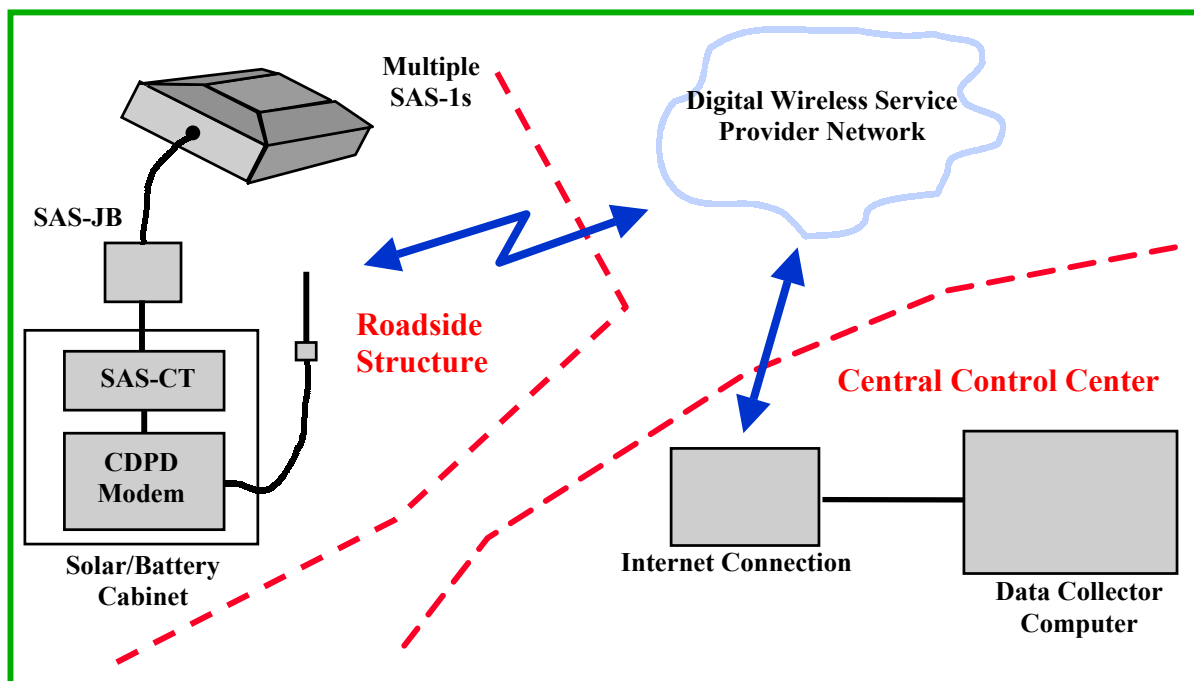 Multiple
SAS-1s
Digital Wireless Service
Provider Network
SAS-JB
Roadside
Structure
SAS-CT
CDPD
Modem
Solar/Battery
Cabinet
Central Control Center
Internet Connection
Data Collector
Computer